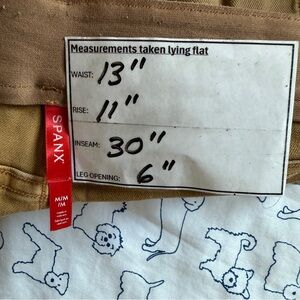 Measurements taken lying flat
WAIST: 13"
RISE: 11"
INSEAM: 30"
LEG OPENING: 6"
SPANX
M/M
/M